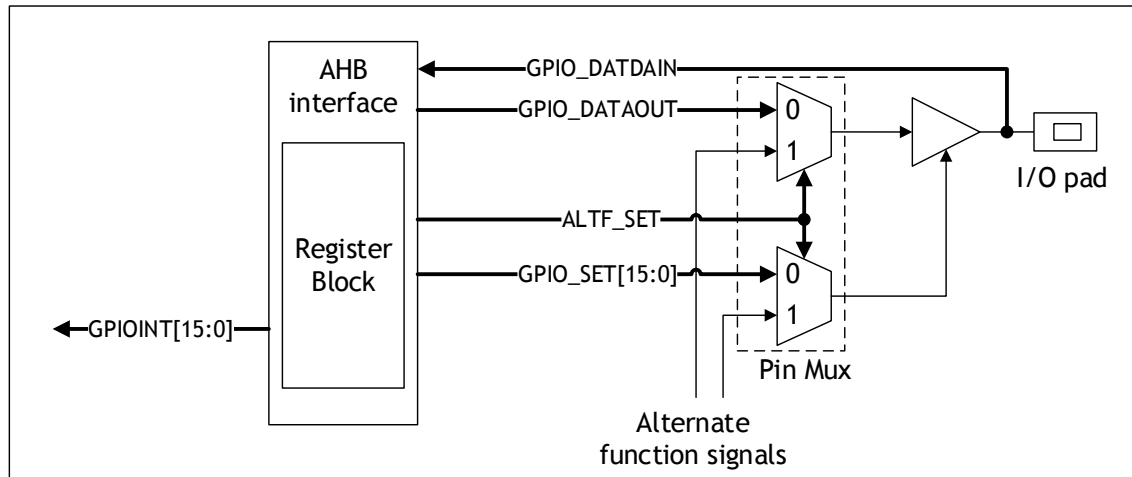 AHB
interface
GPIO_DATDAIN
GPIO_DATAOUT
0
1
I/O pad
ALTF_SET
Register
Block
GPIO_SET[15:0]
0
1
GPIOINT[15:0]
Pin Mux
Alternate
function signals